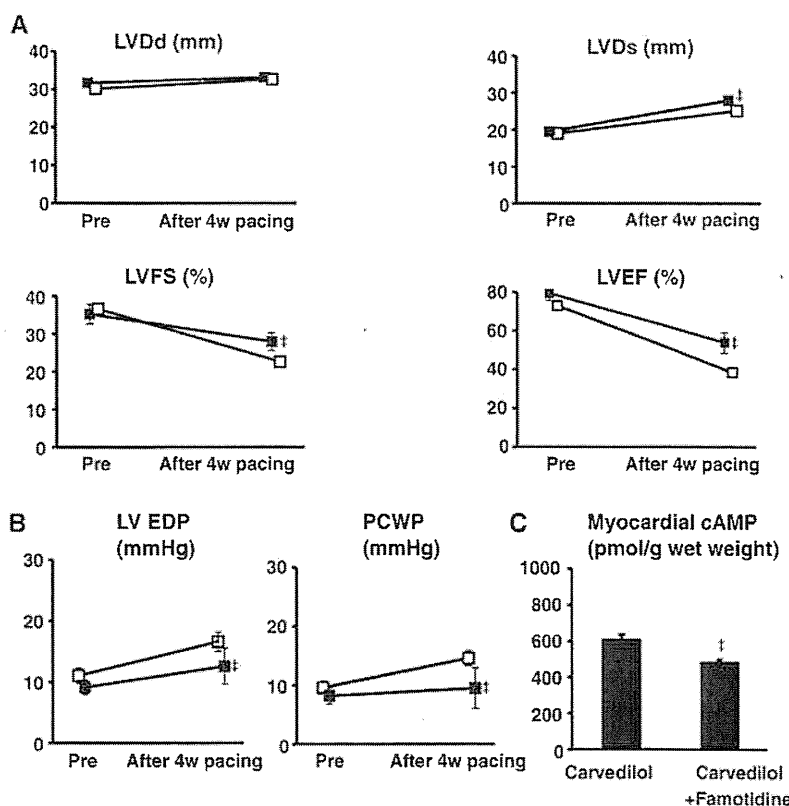 A
LVDd (mm)
40
30
20
10
0
Pre After 4w pacing
LVDs (mm)
40
30
20
10
0
‡
Pre After 4w pacing
LVFS (%)
40
30
20
10
0
‡
Pre After 4w pacing
LVEF (%)
80
60
40
20
0
‡
Pre After 4w pacing
B
LV EDP
(mmHg)
30
20
10
0
‡
Pre After 4w pacing
PCWP
(mmHg)
30
20
10
0
‡
Pre After 4w pacing
C
Myocardial cAMP
(pmol/g wet weight)
1000
800
600
400
200
0
‡
Carvedilol
Carvedilol
+Famotidine